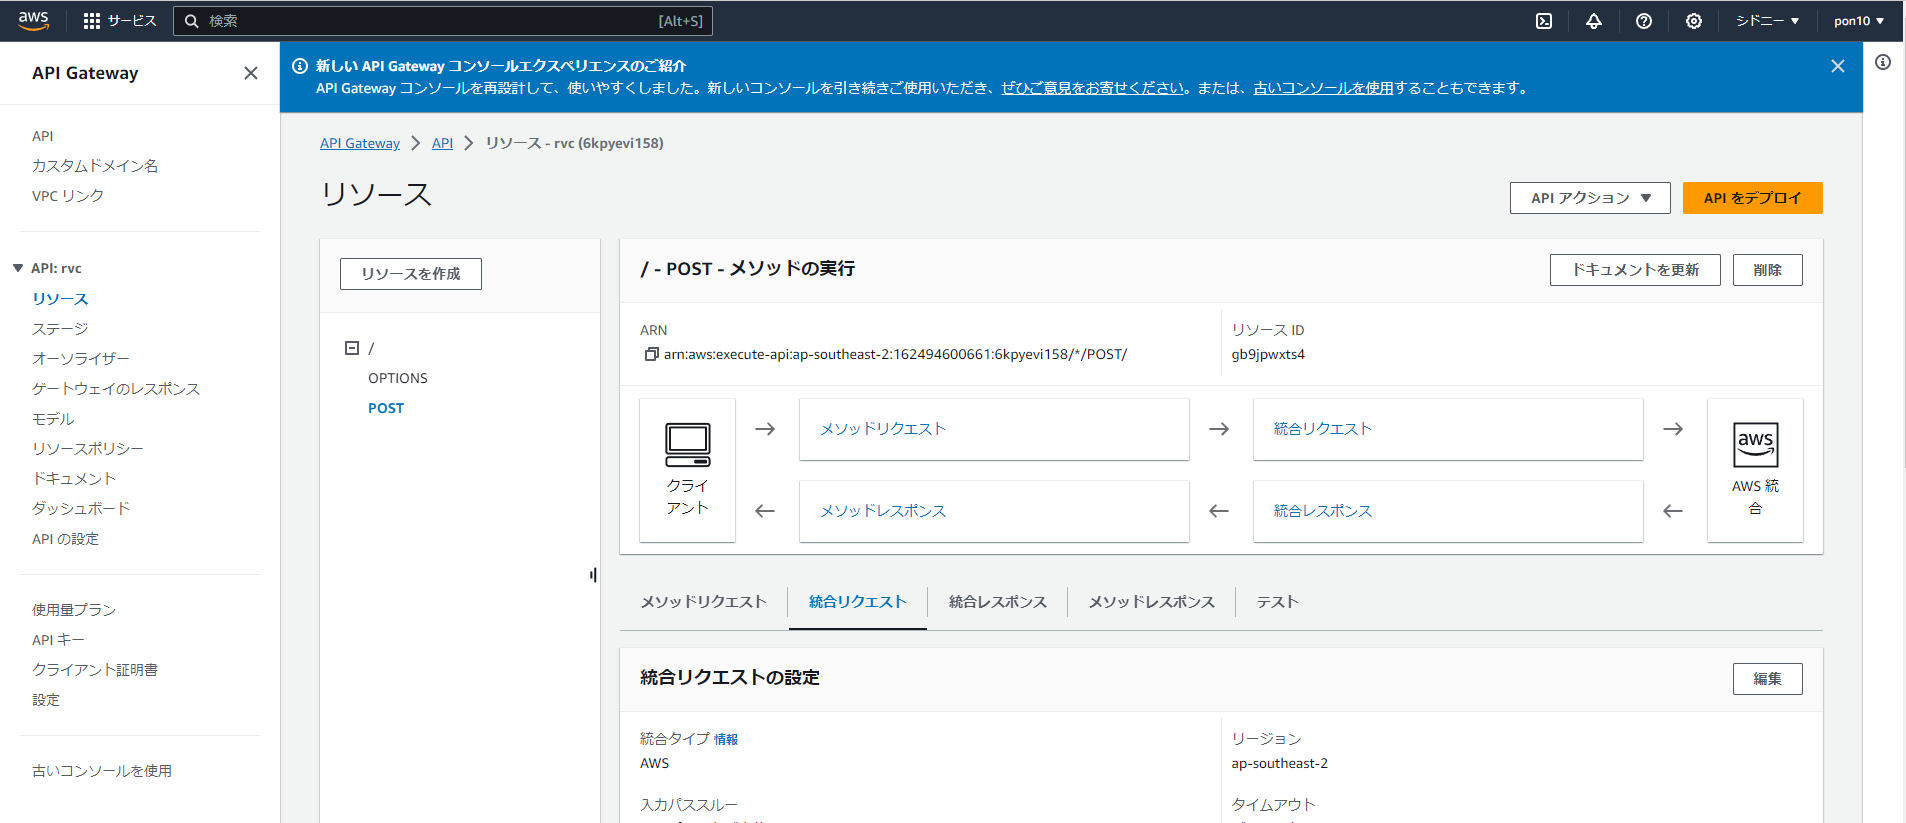 aws
サービス
検索
[Alt+S]
シドニー ▼
pon10 ▼
API Gateway
API
カスタムドメイン名
VPC リンク
▼ API: rvc
リソース
ステージ
オーソライザー
ゲートウェイのレスポンス
モデル
リソースポリシー
ドキュメント
ダッシュボード
API の設定
使用量プラン
API キー
クライアント証明書
設定
古いコンソールを使用
新しい API Gateway コンソールエクスペリエンスのご紹介
API Gateway コンソールを再設計して、使いやすくしました。新しいコンソールを引き続きご使用いただき、ぜひご意見をお寄せください。または、古いコンソールを使用することもできます。
API Gateway > API > リソース - rvc (6kpyevi158)
リソース
API アクション ▼
API をデプロイ
リソースを作成
/
OPTIONS
POST
/ - POST - メソッドの実行
ドキュメントを更新
削除
ARN
arn:aws:execute-api:ap-southeast-2:162494600661:6kpyevi158/*/POST/
リソース ID
gb9jpwxts4
クライ
アント
メソッドリクエスト
統合リクエスト
メソッドレスポンス
統合レスポンス
aws
AWS 統
合
メソッドリクエスト
統合リクエスト
統合レスポンス
メソッドレスポンス
テスト
統合リクエストの設定
編集
統合タイプ 情報
AWS
リージョン
ap-southeast-2
入力パススルー
タイムアウト